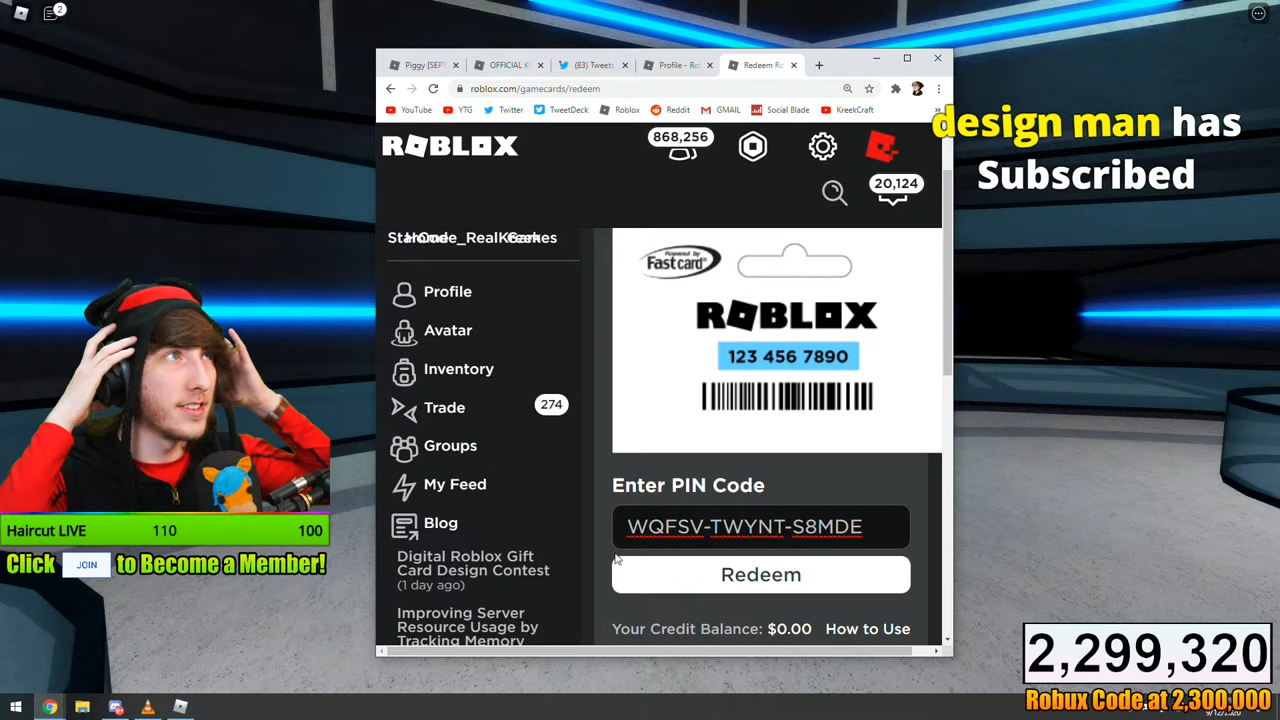 2
Piggy [SEPT
OFFICIAL K
(83) Tweets
Profile - Ro
Redeem Ro
roblox.com/gamecards/redeem
YouTube
YTG
Twitter
TweetDeck
Roblox
Reddit
GMAIL
Social Blade
KreekCraft
design man has
Subscribed
ROBLOX
868,256
20,124
Profile
Avatar
Inventory
Trade
274
Groups
My Feed
Blog
Digital Roblox Gift
Card Design Contest
(1 day ago)
Improving Server
Resource Usage by
Tracking Memory
Powered by
Fastcard
ROBLOX
123 456 7890
Enter PIN Code
WQFSV-TWYNT-S8MDE
Redeem
Your Credit Balance: $0.00 How to Use
Haircut LIVE 110 100
Click JOIN to Become a Member!
2,299,320
Robux Code at 2,300,000